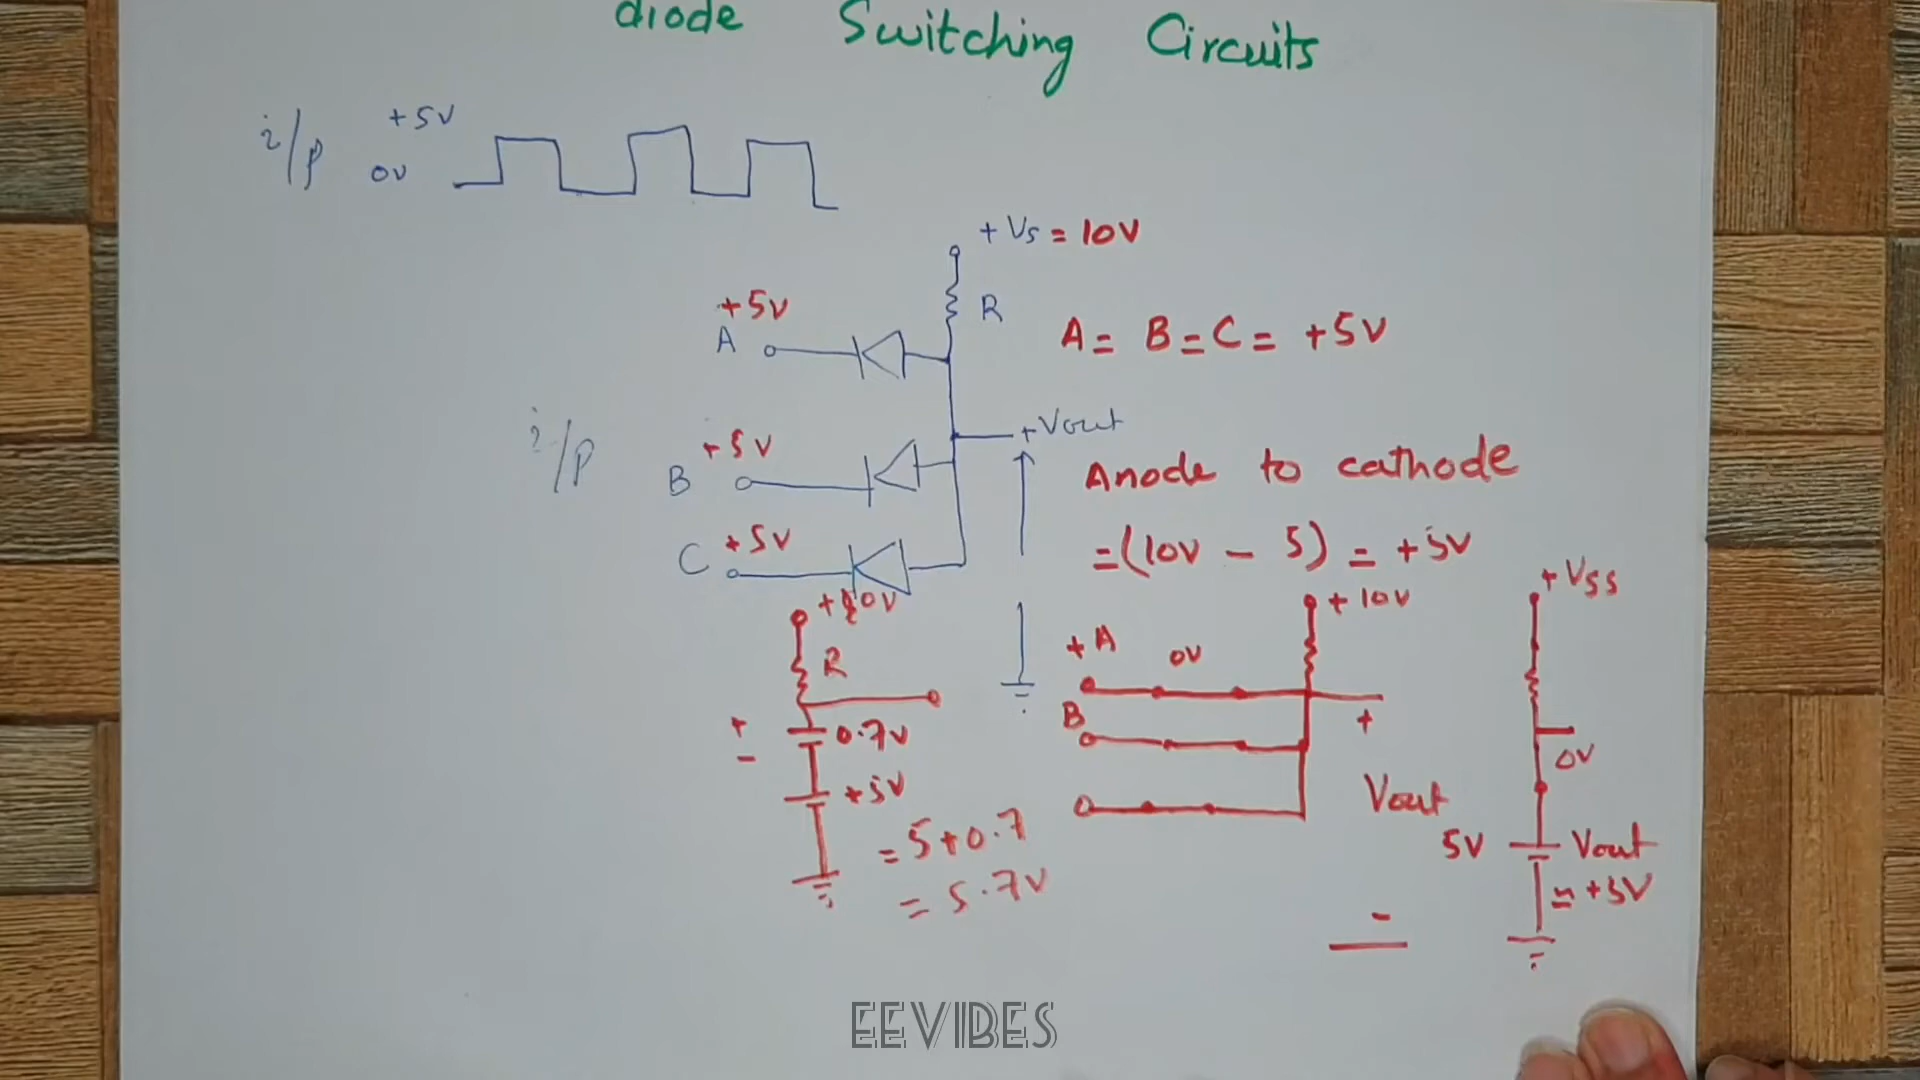 diode Switching Circuits
i/p +5V
0V
+Vs = 10V
R
+5V
A
A = B = C = +5V
+Vout
i/p
+5V
B
Anode to cathode
C +5V
= (10V - 5) = +5V
+10V
R
0.7V
+5V
= 5+0.7
= 5.7V
+10V
+A 0V
B
+
Vout
-
+Vss
0V
5V Vout
= +5V
+
-
EEVIBES